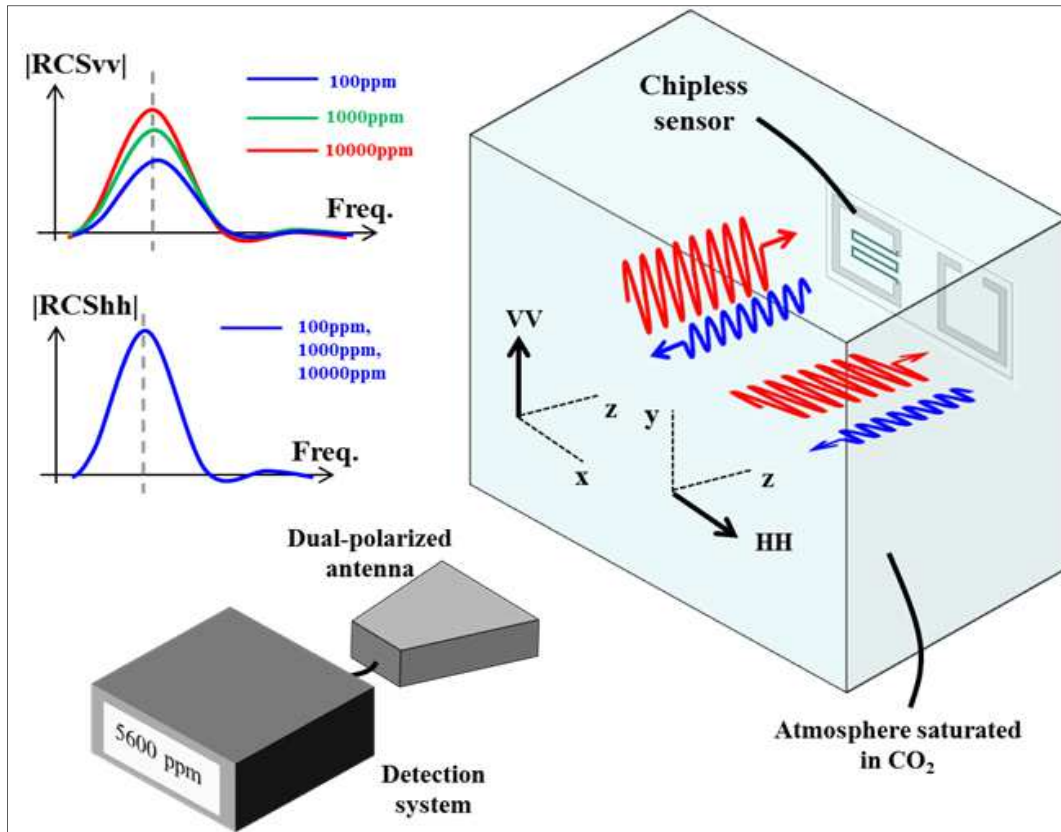 |RCSvv|
100ppm
1000ppm
10000ppm
Freq.
|RCShh|
100ppm,
1000ppm,
10000ppm
Freq.
Chipless
sensor
VV
z
x
y
z
HH
Dual-polarized
antenna
5600 ppm
Detection
system
Atmosphere saturated
in CO₂